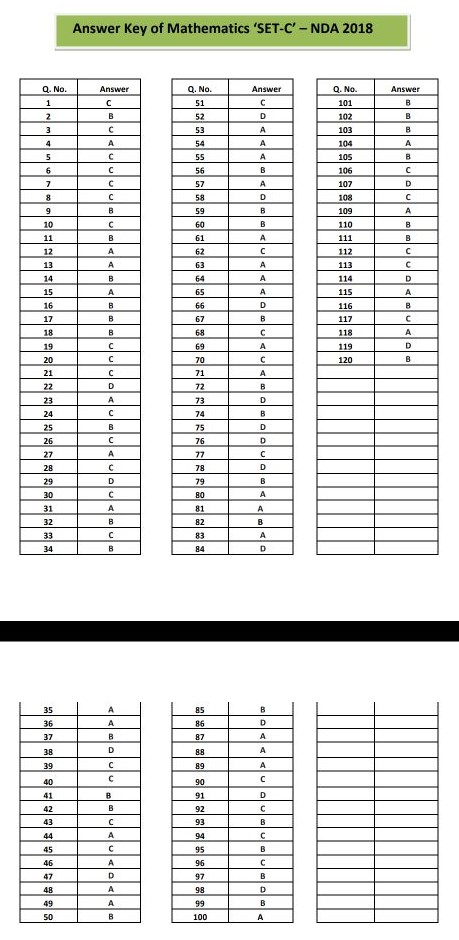 Answer Key of Mathematics 'SET-C' – NDA 2018
Q. No. Answer Q. No. Answer Q. No. Answer
1 C 51 C 101 B
2 B 52 D 102 B
3 C 53 A 103 B
4 A 54 A 104 A
5 C 55 A 105 B
6 C 56 B 106 C
7 C 57 A 107 D
8 C 58 D 108 C
9 B 59 B 109 A
10 C 60 B 110 B
11 B 61 A 111 B
12 A 62 C 112 C
13 A 63 A 113 C
14 B 64 A 114 D
15 A 65 A 115 A
16 B 66 D 116 B
17 B 67 B 117 C
18 B 68 C 118 A
19 C 69 A 119 D
20 C 70 C 120 B
21 C 71 A
22 D 72 B
23 A 73 D
24 C 74 B
25 B 75 D
26 C 76 D
27 A 77 C
28 C 78 D
29 D 79 B
30 C 80 A
31 A 81 A
32 B 82 B
33 C 83 A
34 B 84 D
35 A 85 B
36 A 86 D
37 B 87 A
38 D 88 A
39 C 89 A
40 C 90 C
41 B 91 D
42 B 92 C
43 C 93 B
44 A 94 C
45 C 95 B
46 A 96 C
47 D 97 B
48 A 98 D
49 A 99 B
50 B 100 A